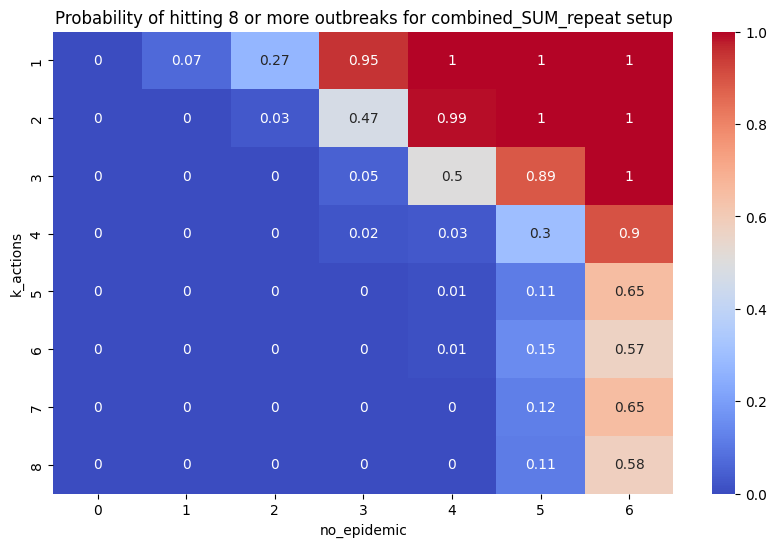 Probability of hitting 8 or more outbreaks for combined_SUM_repeat setup
1 0 0.07 0.27 0.95 1 1 1
2 0 0 0.03 0.47 0.99 1 1
3 0 0 0 0.05 0.5 0.89 1
4 0 0 0 0.02 0.03 0.3 0.9
5 0 0 0 0 0.01 0.11 0.65
6 0 0 0 0 0.01 0.15 0.57
7 0 0 0 0 0 0.12 0.65
8 0 0 0 0 0 0.11 0.58
0 1 2 3 4 5 6
k_actions
no_epidemic
1.0
0.8
0.6
0.4
0.2
0.0